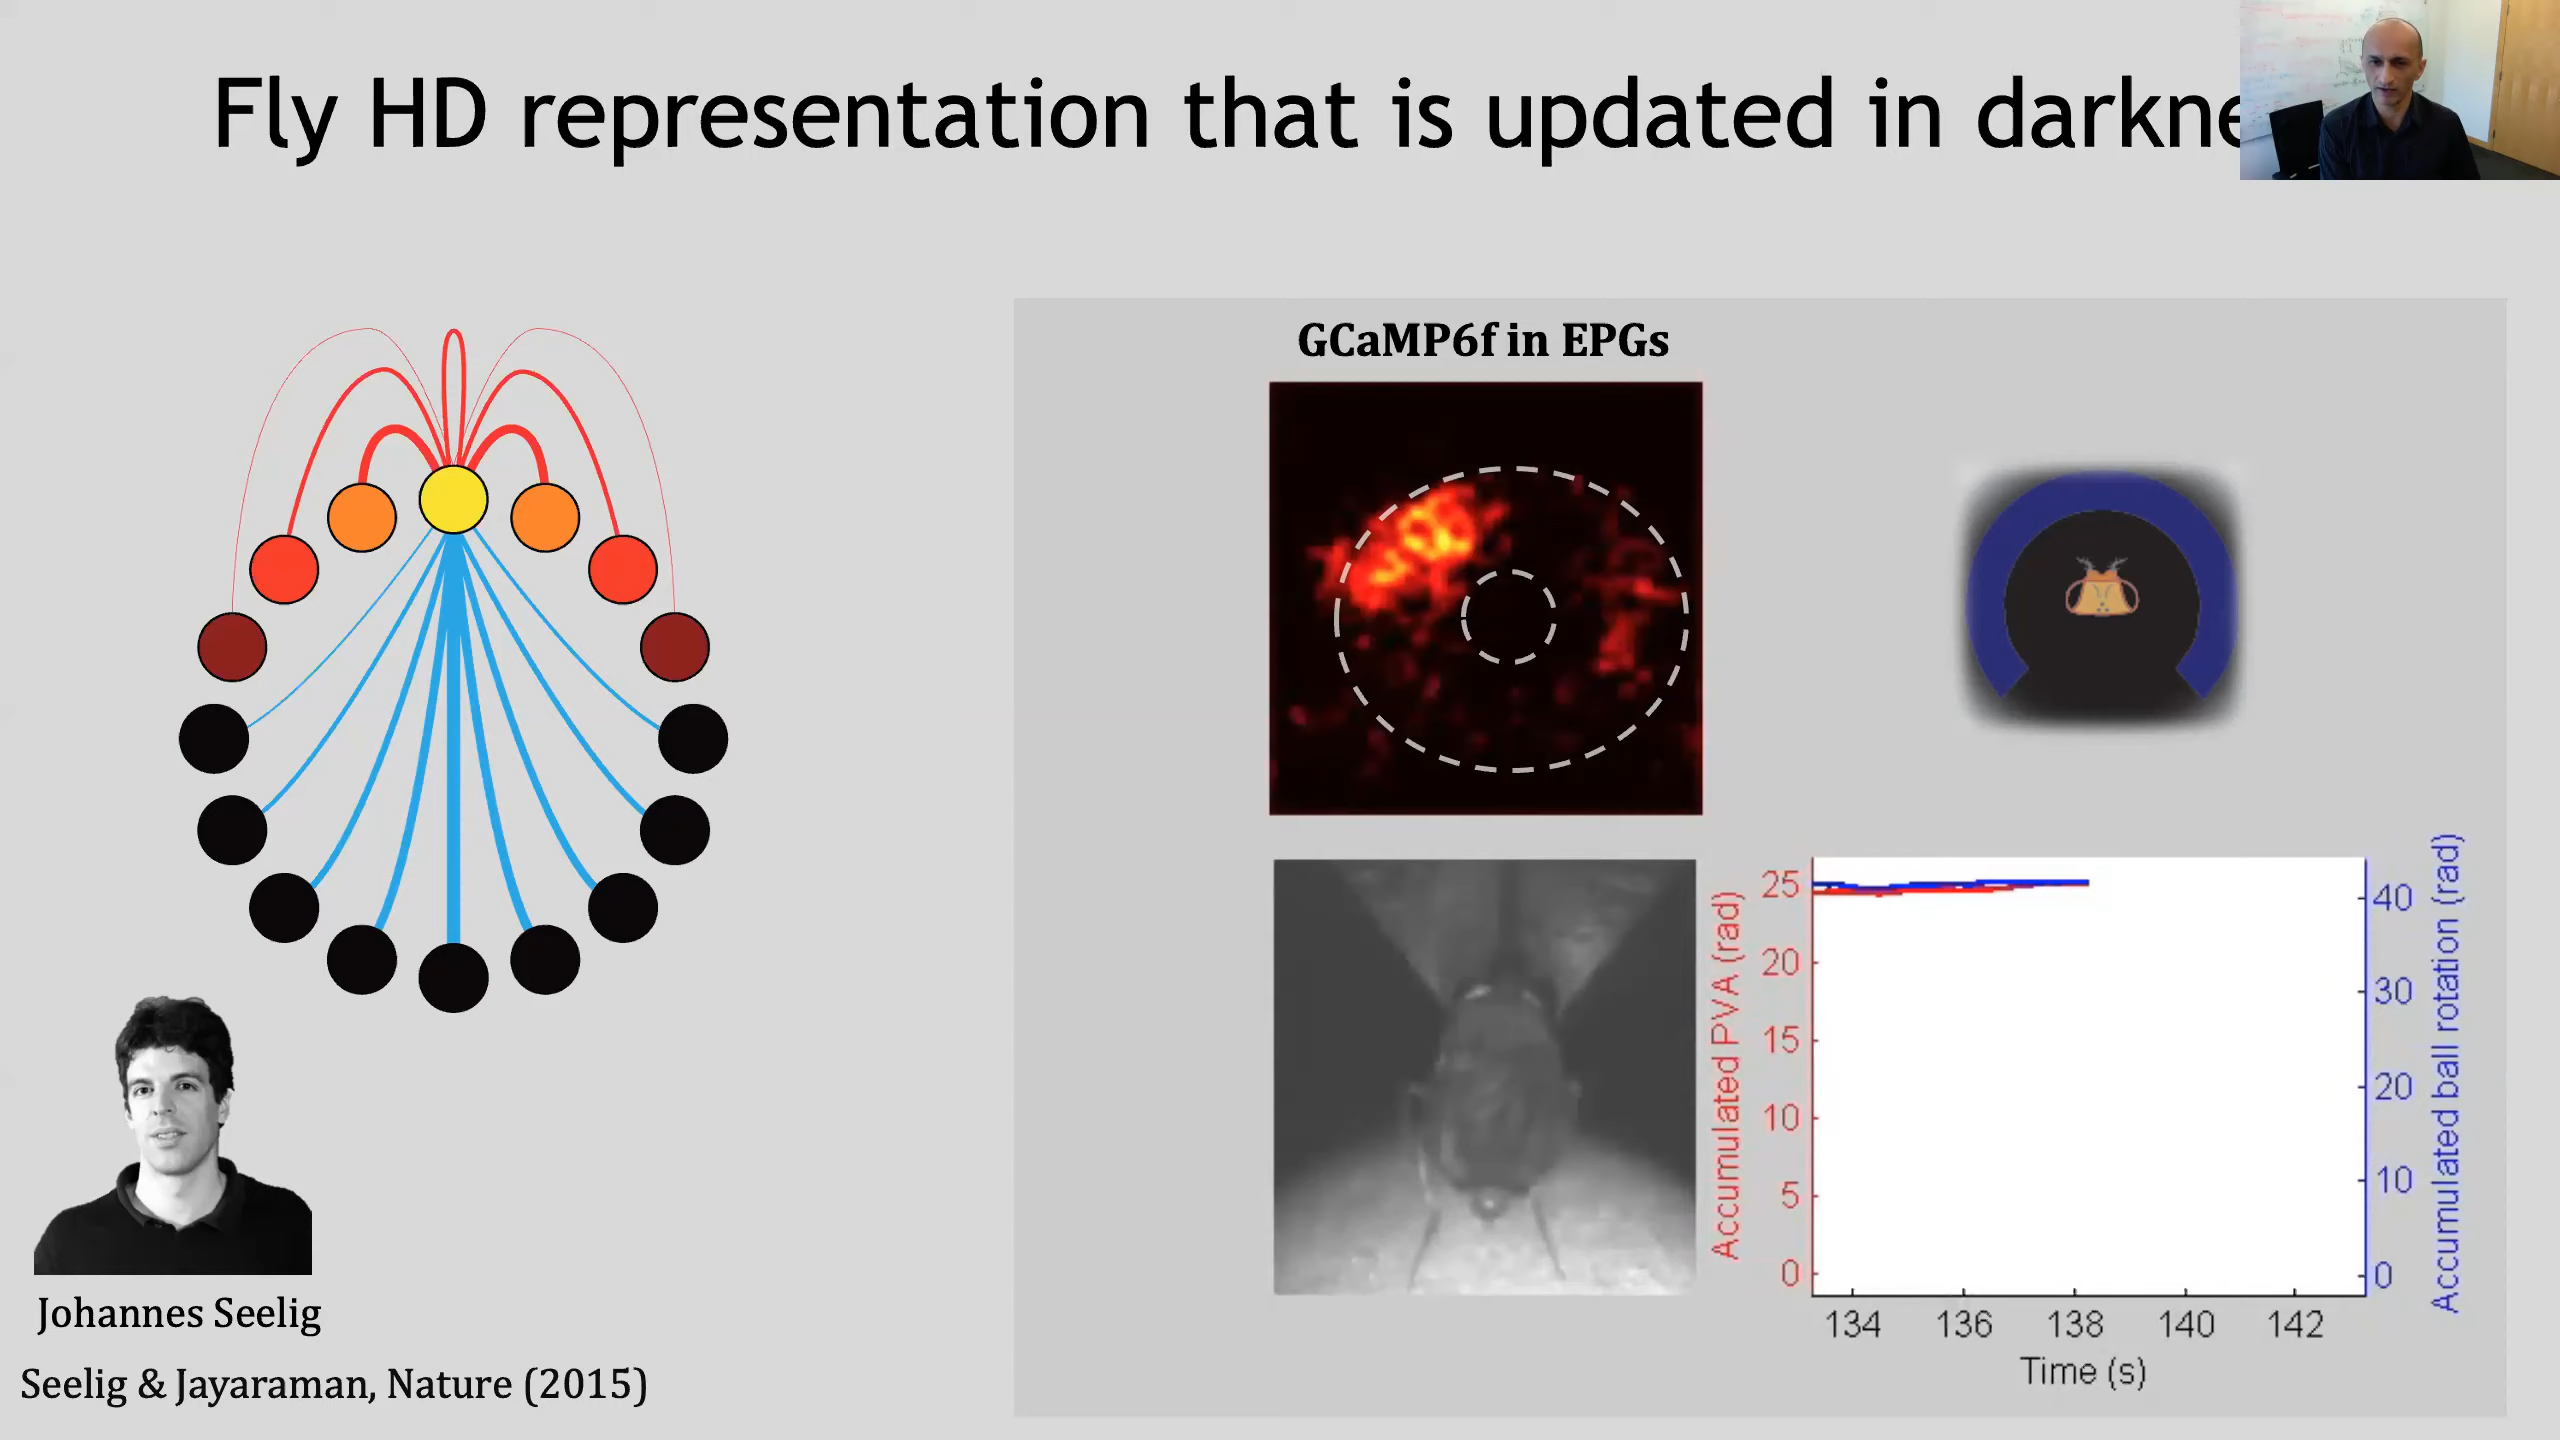 Fly HD representation that is updated in darkne
GCaMP6f in EPGs
Accumulated PVA (rad)
25
20
15
10
5
0
40
30
20
10
0
Accumulated ball rotation (rad)
134 136 138 140 142
Time (s)
Johannes Seelig
Seelig & Jayaraman, Nature (2015)